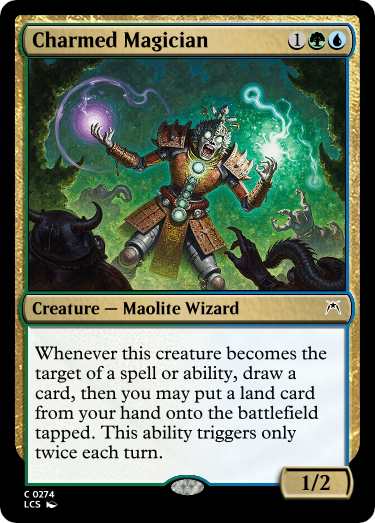 Charmed Magician 1
Creature — Maolite Wizard
Whenever this creature becomes the
target of a spell or ability, draw a
card, then you may put a land card
from your hand onto the battlefield
tapped. This ability triggers only
twice each turn.
1/2
C 0274
LCS